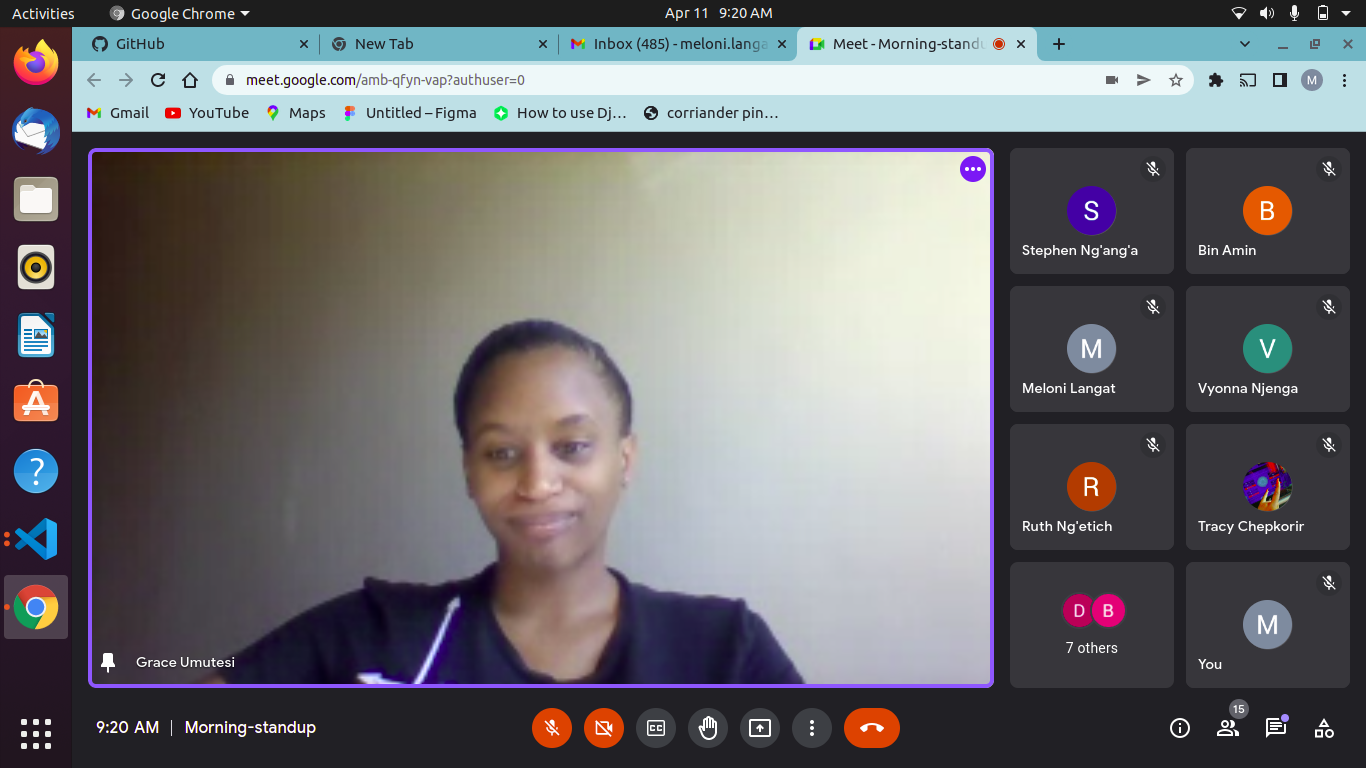 Activities
Google Chrome
Apr 11 9:20 AM
GitHub
New Tab
Inbox (485) - meloni.langa
Meet - Morning-standu
meet.google.com/amb-qfyn-vap?authuser=0
M
Gmail
YouTube
Maps
Untitled – Figma
How to use Dj…
corriander pin…
S
Stephen Ng'ang'a
B
Bin Amin
M
Meloni Langat
V
Vyonna Njenga
R
Ruth Ng'etich
Tracy Chepkorir
D B
7 others
M
You
Grace Umutesi
9:20 AM | Morning-standup
CC
15